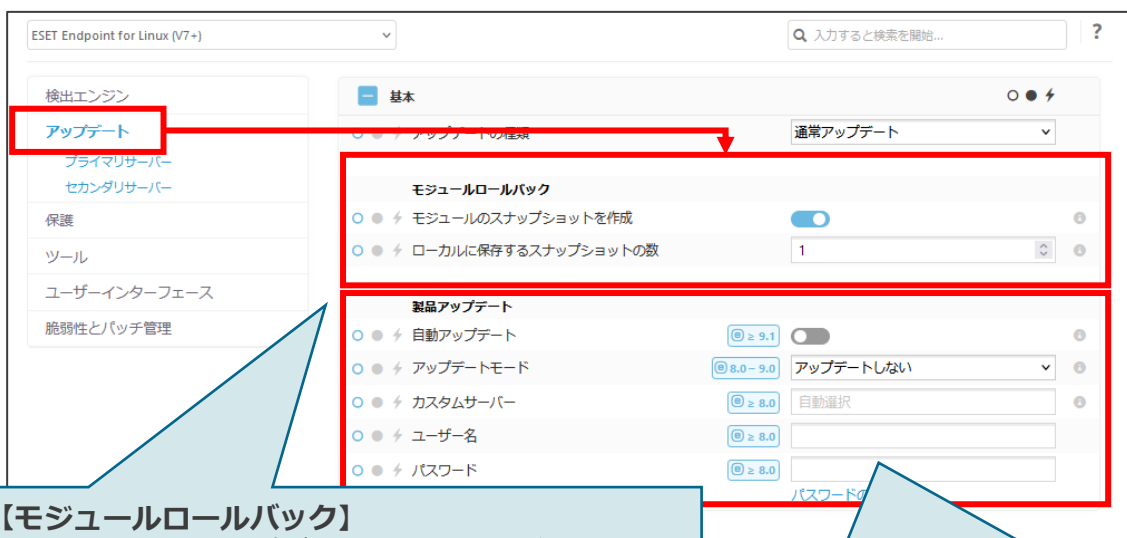 ESET Endpoint for Linux (V7+)
入力すると検索を開始...
?
検出エンジン
アップデート
プライマリサーバー
セカンダリサーバー
保護
ツール
ユーザーインターフェース
脆弱性とパッチ管理
基本
アップデートの種類
通常アップデート
モジュールロールバック
モジュールのスナップショットを作成
ローカルに保存するスナップショットの数
1
製品アップデート
自動アップデート
≥ 9.1
アップデートモード
8.0 – 9.0
アップデートしない
カスタムサーバー
≥ 8.0
自動選択
ユーザー名
≥ 8.0
パスワード
≥ 8.0
パスワードの
【モジュールロールバック】